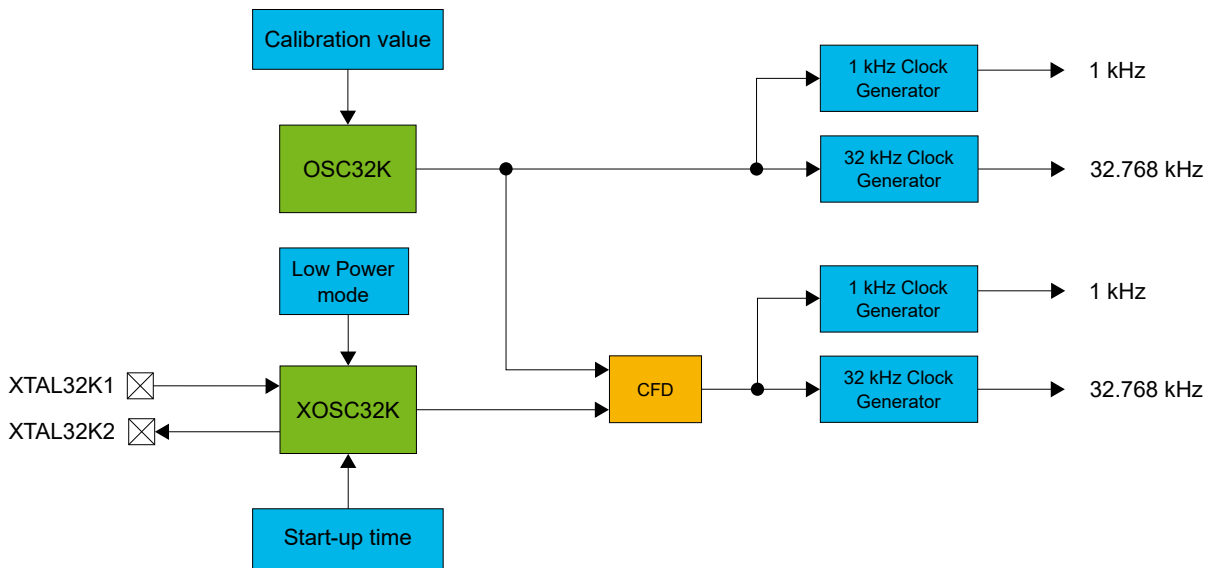 Calibration value
1 kHz Clock
Generator
1 kHz
OSC32K
32 kHz Clock
Generator
32.768 kHz
Low Power
mode
1 kHz Clock
Generator
1 kHz
XTAL32K1
XTAL32K2
XOSC32K
CFD
32 kHz Clock
Generator
32.768 kHz
Start-up time